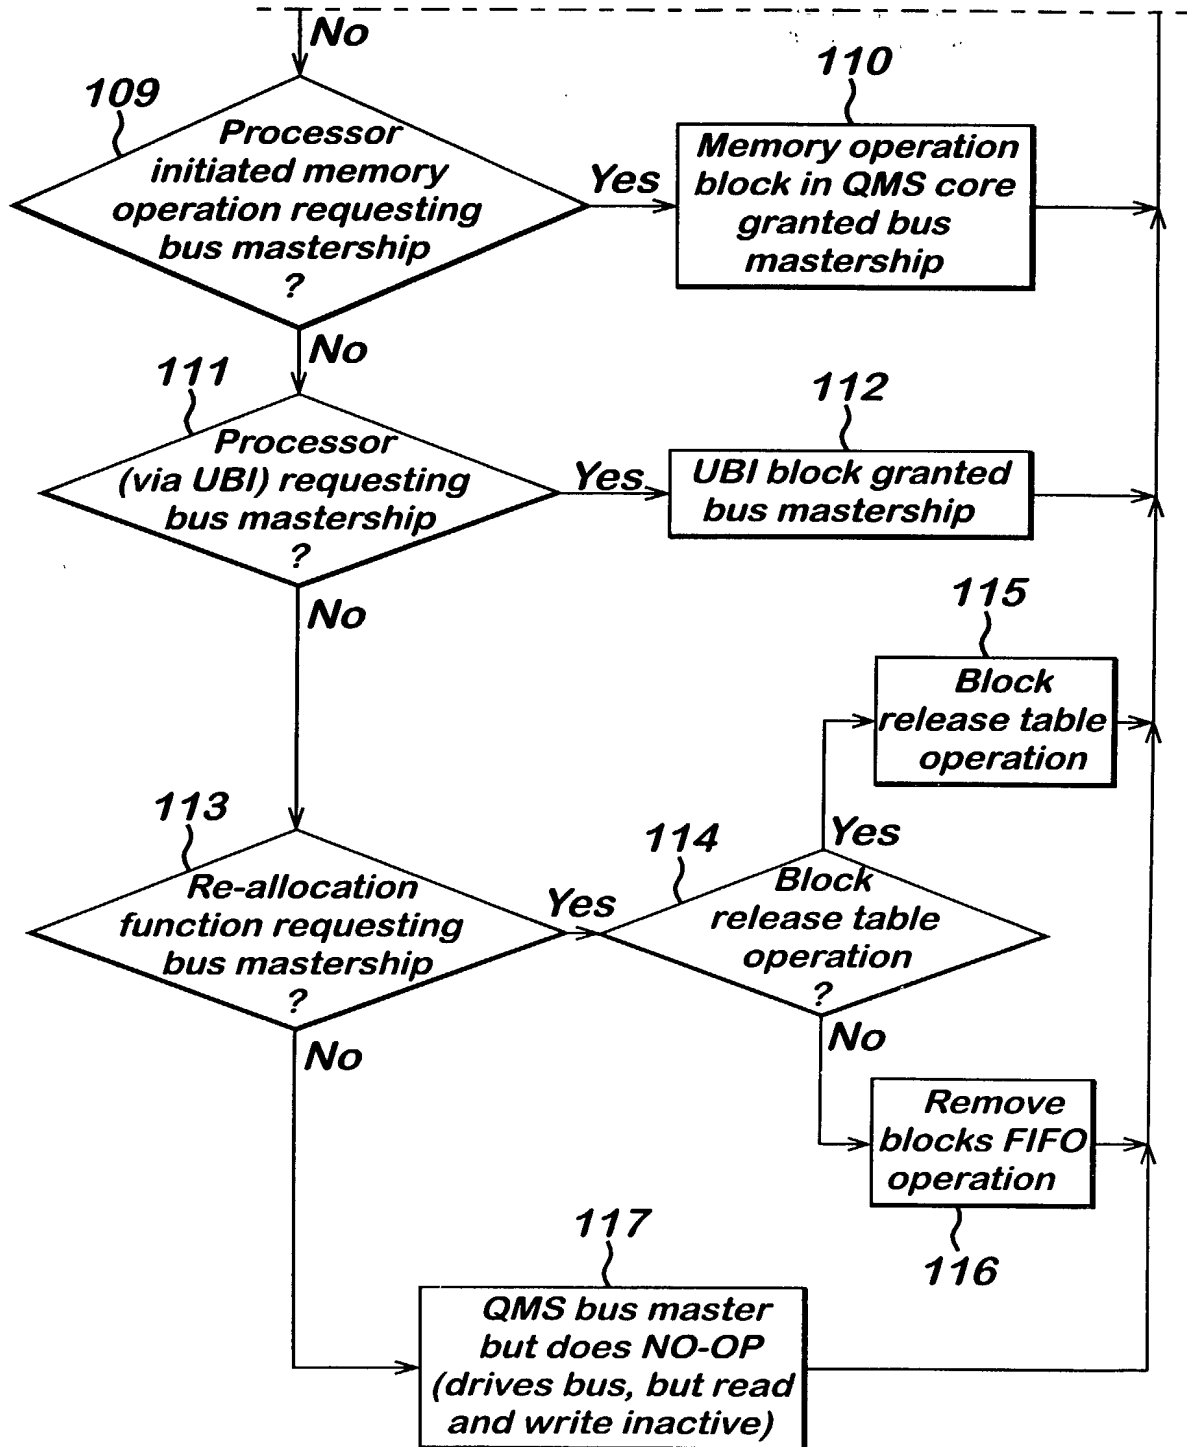 No
109
Processor
initiated memory
operation requesting
bus mastership
?
Yes
110
Memory operation
block in QMS core
granted bus
mastership
No
111
Processor
(via UBI) requesting
bus mastership
?
Yes
112
UBI block granted
bus mastership
No
115
Block
release table
operation
113
Re-allocation
function requesting
bus mastership
?
Yes
114
Yes
Block
release table
operation
?
No
No
Remove
blocks FIFO
operation
116
117
QMS bus master
but does NO-OP
(drives bus, but read
and write inactive)